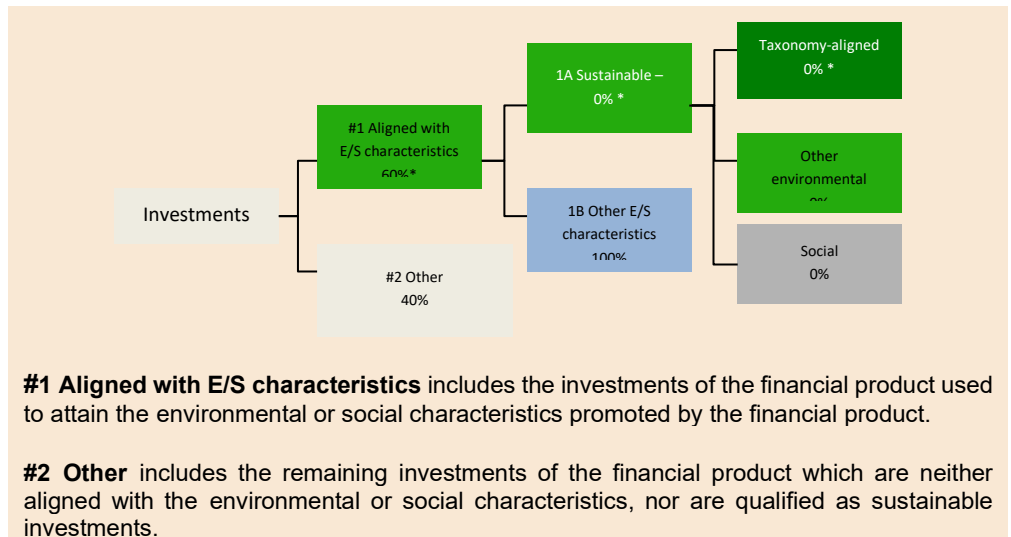 Investments
#1 Aligned with
E/S characteristics
60%*
#2 Other
40%
1A Sustainable –
0% *
1B Other E/S
characteristics
100%
Taxonomy-aligned
0% *
Other
environmental
0%
Social
0%
#1 Aligned with E/S characteristics includes the investments of the financial product used
to attain the environmental or social characteristics promoted by the financial product.
#2 Other includes the remaining investments of the financial product which are neither
aligned with the environmental or social characteristics, nor are qualified as sustainable
investments.